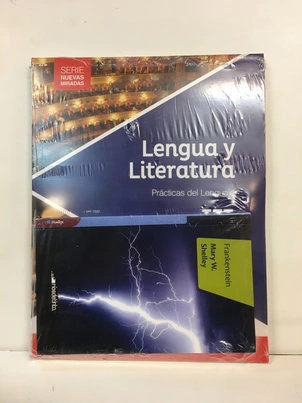 SERIE
NUEVAS
MIRADAS
Lengua y
Literatura
Prácticas del Lenguaje
Frankenstein
Mary W.
Shelley